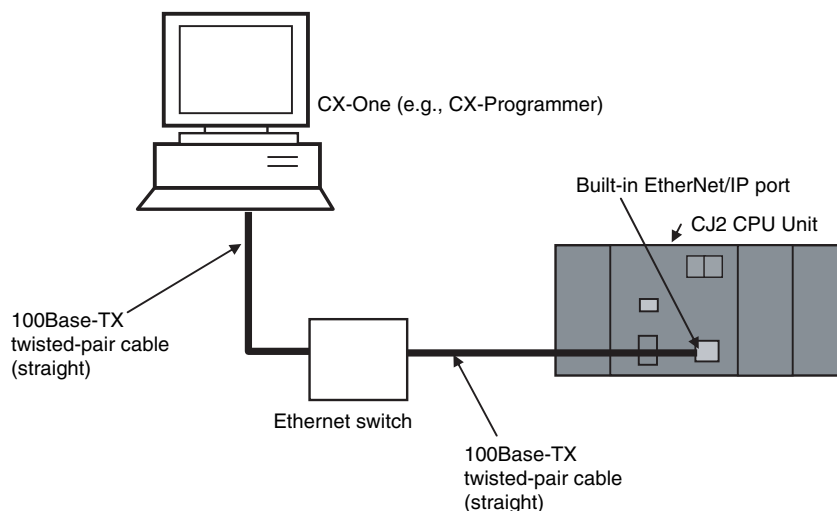 CX-One (e.g., CX-Programmer)
Built-in EtherNet/IP port
CJ2 CPU Unit
100Base-TX
twisted-pair cable
(straight)
Ethernet switch
100Base-TX
twisted-pair cable
(straight)